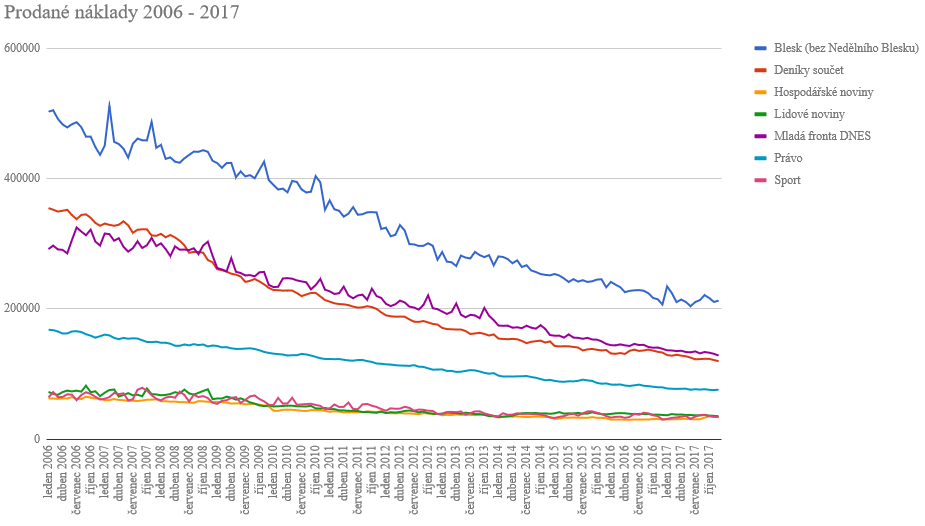 Prodané náklady 2006 - 2017
600000
400000
200000
0
Blesk (bez Nedělního Blesku)
Deníky součet
Hospodářské noviny
Lidové noviny
Mladá fronta DNES
Právo
Sport
leden 2006
duben 2006
červenec 2006
říjen 2006
leden 2007
duben 2007
červenec 2007
říjen 2007
leden 2008
duben 2008
červenec 2008
říjen 2008
leden 2009
duben 2009
červenec 2009
říjen 2009
leden 2010
duben 2010
červenec 2010
říjen 2010
leden 2011
duben 2011
červenec 2011
říjen 2011
leden 2012
duben 2012
červenec 2012
říjen 2012
leden 2013
duben 2013
červenec 2013
říjen 2013
leden 2014
duben 2014
červenec 2014
říjen 2014
leden 2015
duben 2015
červenec 2015
říjen 2015
leden 2016
duben 2016
červenec 2016
říjen 2016
leden 2017
duben 2017
červenec 2017
říjen 2017